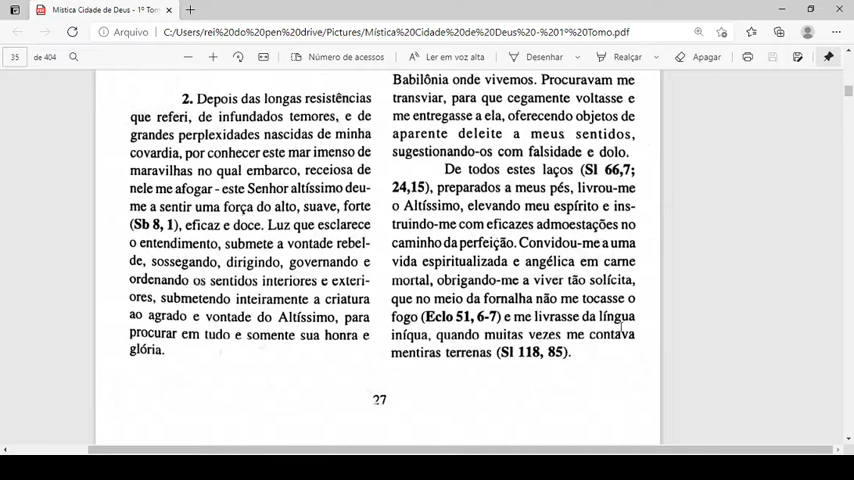 Mística Cidade de Deus - 1º Tom
Arquivo
C:/Users/rei%20do%20pen%20drive/Pictures/Mística%20Cidade%20de%20Deus%20-%201º%20Tomo.pdf
35 de 404
Número de acessos
Ler em voz alta
Desenhar
Realçar
Apagar
2. Depois das longas resistências
que referi, de infundados temores, e de
grandes perplexidades nascidas de minha
covardia, por conhecer este mar imenso de
maravilhas no qual embarco, receiosa de
nele me afogar - este Senhor altíssimo deu-
me a sentir uma força do alto, suave, forte
(Sb 8, 1), eficaz e doce. Luz que esclarece
o entendimento, submete a vontade rebel-
de, sossegando, dirigindo, governando e
ordenando os sentidos interiores e exteri-
ores, submetendo inteiramente a criatura
ao agrado e vontade do Altíssimo, para
procurar em tudo e somente sua honra e
glória.
Babilônia onde vivemos. Procuravam me
transviar, para que cegamente voltasse e
me entregasse a ela, oferecendo objetos de
aparente deleite a meus sentidos,
sugestionando-os com falsidade e dolo.
De todos estes laços (Sl 66,7;
24,15), preparados a meus pés, livrou-me
o Altíssimo, elevando meu espírito e ins-
truindo-me com eficazes admoestações no
caminho da perfeição. Convidou-me a uma
vida espiritualizada e angélica em carne
mortal, obrigando-me a viver tão solícita,
que no meio da fornalha não me tocasse o
fogo (Eclo 51, 6-7) e me livrasse da língua
iníqua, quando muitas vezes me contava
mentiras terrenas (Sl 118, 85).
27